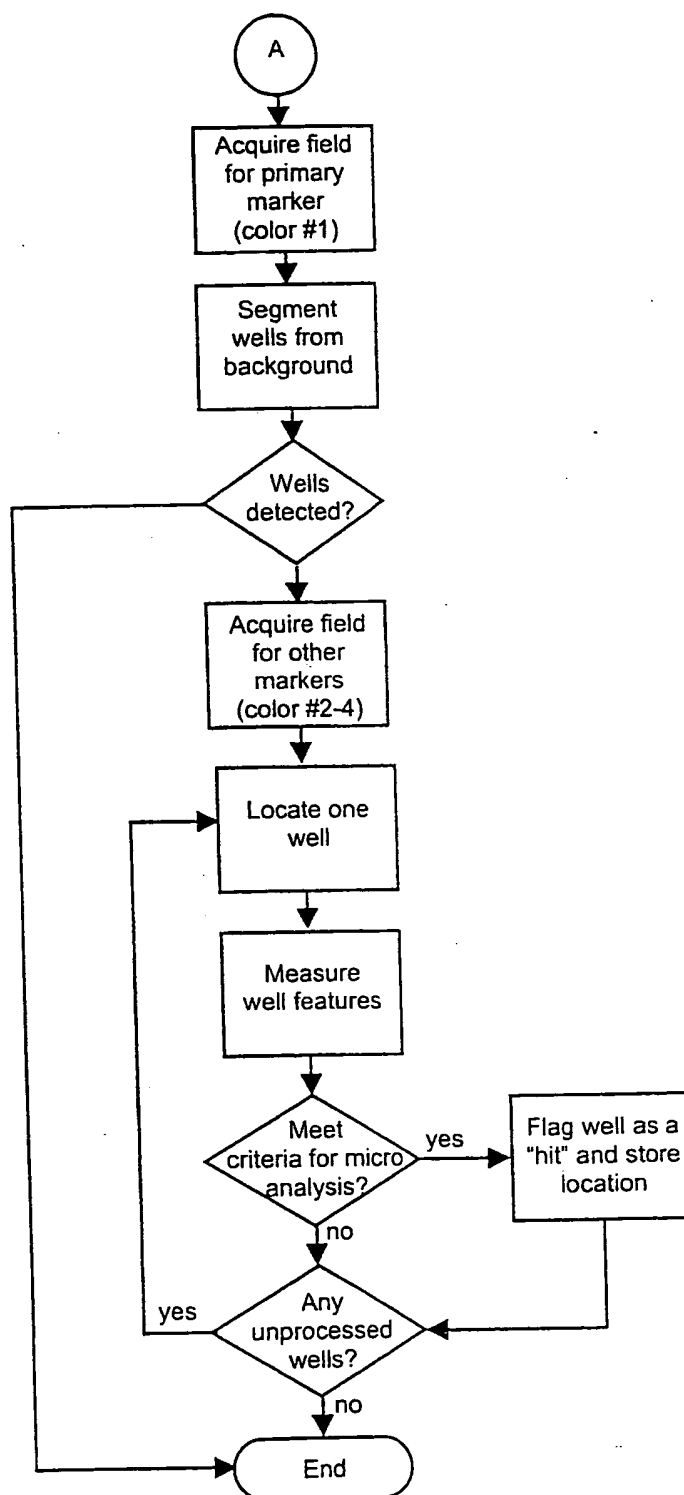 A
Acquire field
for primary
marker
(color #1)
Segment
wells from
background
Wells
detected?
Acquire field
for other
markers
(color #2-4)
Locate one
well
Measure
well features
Meet
criteria for micro
analysis?
yes
Flag well as a
"hit" and store
location
no
Any
unprocessed
wells?
yes
no
End